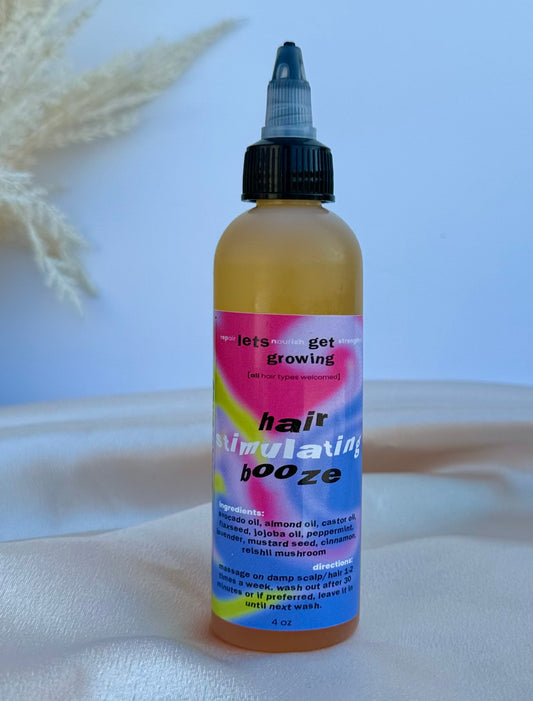 repair lets nourish, get strength
growing
[all hair types welcomed]
hair
stimulating
booze
ingredients:
avocado oil, almond oil, castor oil,
flaxseed, jojoba oil, peppermint,
lavender, mustard seed, cinnamon,
reishii mushroom
directions:
massage on damp scalp/hair 1-2
times a week. wash out after 30
minutes or if preferred, leave it in
until next wash.
4 oz